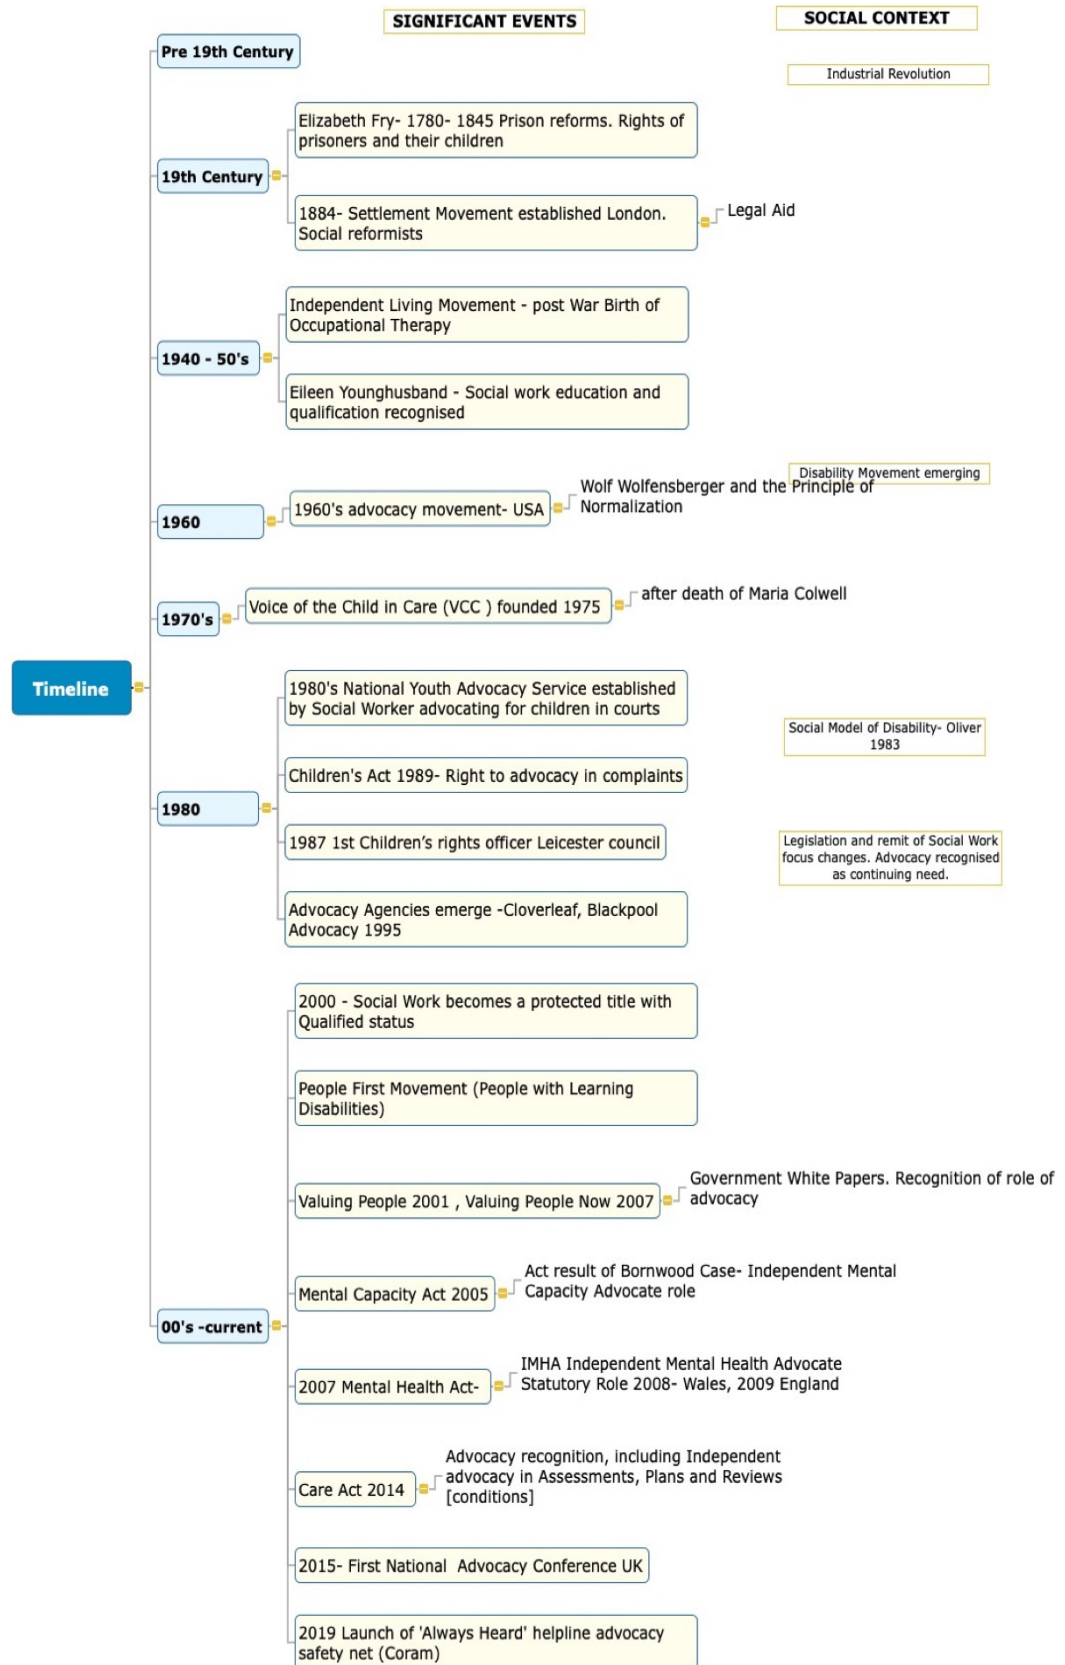 SIGNIFICANT EVENTS
SOCIAL CONTEXT
Pre 19th Century
Industrial Revolution
19th Century
Elizabeth Fry- 1780- 1845 Prison reforms. Rights of
prisoners and their children
1884- Settlement Movement established London.
Social reformists
Legal Aid
1940 - 50's
Independent Living Movement - post War Birth of
Occupational Therapy
Eileen Younghusband - Social work education and
qualification recognised
Disability Movement emerging
1960
1960's advocacy movement- USA
Wolf Wolfensberger and the Principle of
Normalization
1970's
Voice of the Child in Care (VCC ) founded 1975
after death of Maria Colwell
Timeline
1980
1980's National Youth Advocacy Service established
by Social Worker advocating for children in courts
Social Model of Disability- Oliver
1983
Children's Act 1989- Right to advocacy in complaints
1987 1st Children’s rights officer Leicester council
Legislation and remit of Social Work
focus changes. Advocacy recognised
as continuing need.
Advocacy Agencies emerge -Cloverleaf, Blackpool
Advocacy 1995
00's -current
2000 - Social Work becomes a protected title with
Qualified status
People First Movement (People with Learning
Disabilities)
Valuing People 2001 , Valuing People Now 2007
Government White Papers. Recognition of role of
advocacy
Mental Capacity Act 2005
Act result of Bornwood Case- Independent Mental
Capacity Advocate role
2007 Mental Health Act-
IMHA Independent Mental Health Advocate
Statutory Role 2008- Wales, 2009 England
Care Act 2014
Advocacy recognition, including Independent
advocacy in Assessments, Plans and Reviews
[conditions]
2015- First National  Advocacy Conference UK
2019 Launch of 'Always Heard' helpline advocacy
safety net (Coram)